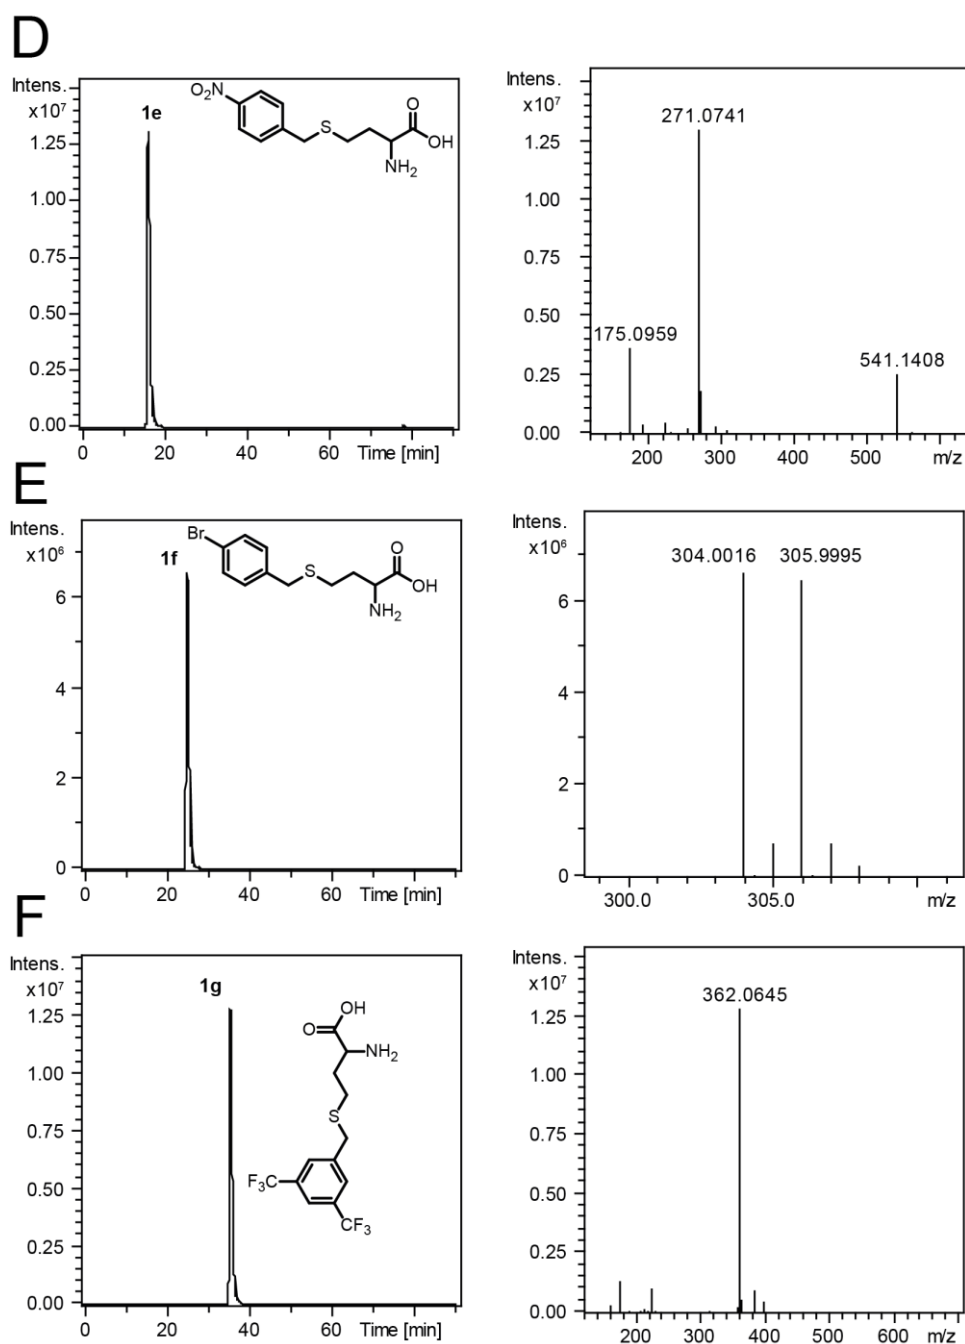 D
Intens.
x10⁷
1e
O₂N
S
O
OH
NH₂
1.25
1.00
0.75
0.50
0.25
0.00
0
20
40
60
Time [min]
Intens.
x10⁷
271.0741
1.25
1.00
0.75
0.50
175.0959
541.1408
0.25
0.00
200
300
400
500
m/z
E
Intens.
x10⁶
1f
Br
S
O
OH
NH₂
6
4
2
0
0
20
40
60
Time [min]
Intens.
x10⁶
304.0016
305.9995
6
4
2
0
300.0
305.0
m/z
F
Intens.
x10⁷
1g
OH
O
NH₂
S
F₃C
CF₃
1.25
1.00
0.75
0.50
0.25
0.00
0
20
40
60
Time [min]
Intens.
x10⁷
362.0645
1.25
1.00
0.75
0.50
0.25
0.00
200
400
600
m/z